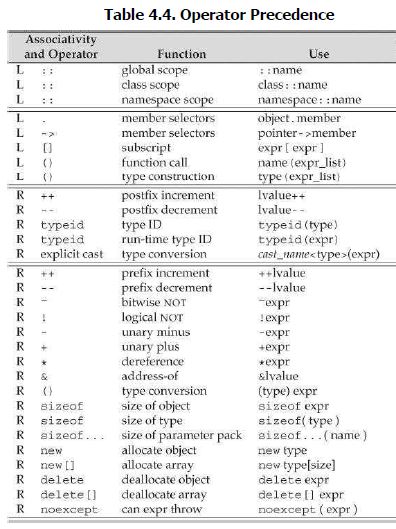 Table 4.4. Operator Precedence
Associativity
and Operator Function Use
L :: global scope ::name
L :: class scope class::name
L :: namespace scope namespace::name
L . member selectors object.member
L -> member selectors pointer->member
L [] subscript expr[expr]
L () function call name(expr_list)
L () type construction type(expr_list)
R ++ postfix increment lvalue++
R -- postfix decrement lvalue--
R typeid type ID typeid(type)
R typeid run-time type ID typeid(expr)
R explicit cast type conversion cast_name<type>(expr)
R ++ prefix increment ++lvalue
R -- prefix decrement --lvalue
R ~ bitwise NOT ~expr
R ! logical NOT !expr
R - unary minus -expr
R + unary plus +expr
R * dereference *expr
R & address-of &lvalue
R () type conversion (type) expr
R sizeof size of object sizeof expr
R sizeof size of type sizeof(type)
R sizeof... size of parameter pack sizeof...(name)
R new allocate object new type
R new[] allocate array new type[size]
R delete deallocate object delete expr
R delete[] deallocate array delete[] expr
R noexcept can expr throw noexcept(expr)